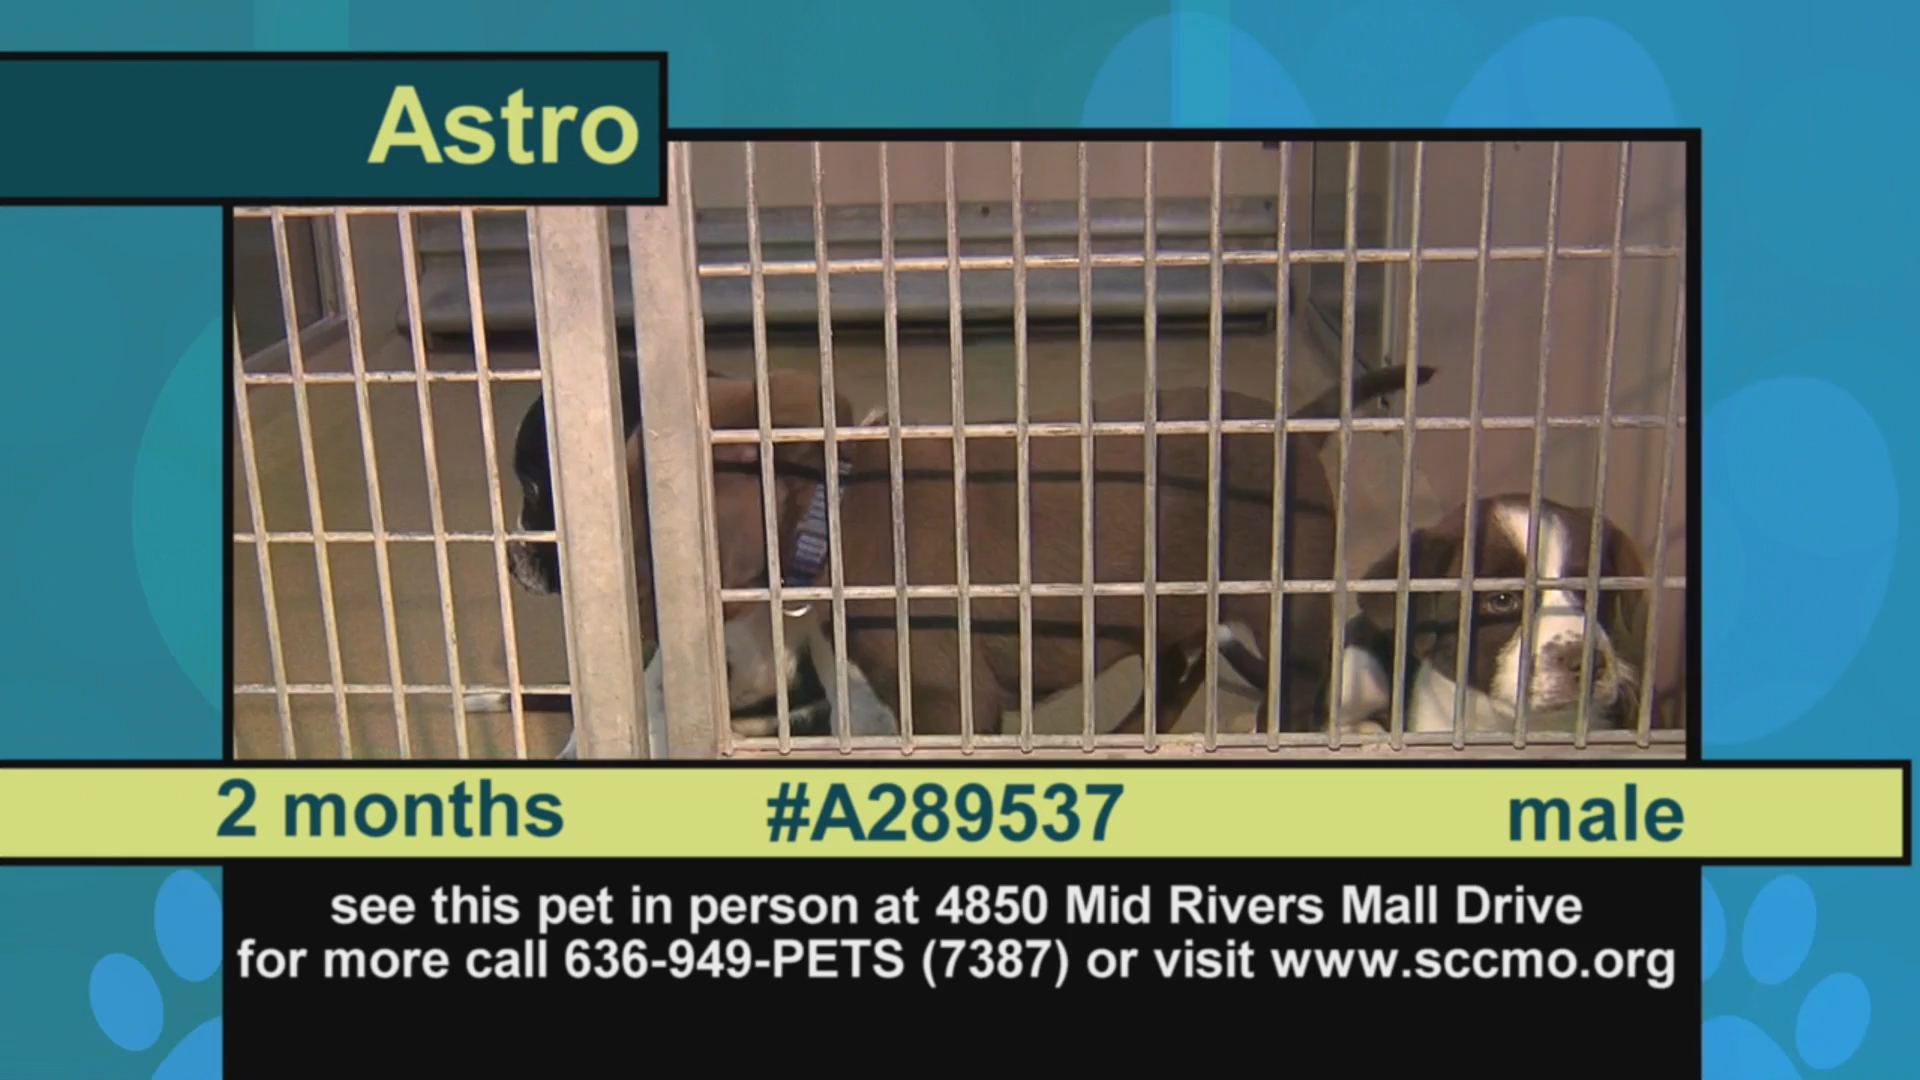 Astro
2 months #A289537 male
see this pet in person at 4850 Mid Rivers Mall Drive
for more call 636-949-PETS (7387) or visit www.sccmo.org